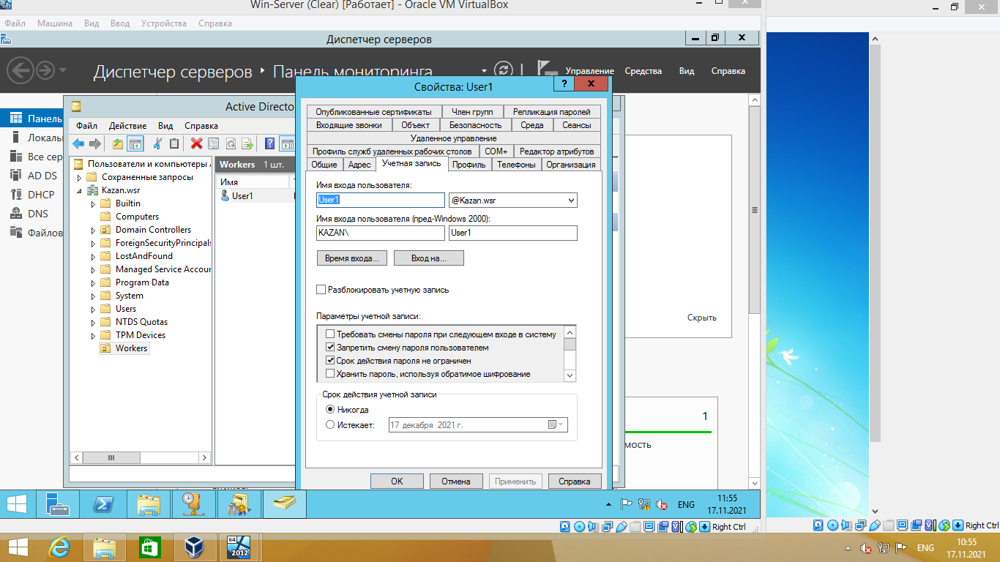 Win-Server (Clear) [Работает] - Oracle VM VirtualBox
Файл Машина Вид Ввод Устройства Справка
Диспетчер серверов
Диспетчер серверов ‣ Панель мониторинга
Управление Средства Вид Справка
Панель
Локаль
Все сер
AD DS
DHCP
DNS
Файлов
Active Directo
Файл Действие Вид Справка
Пользователи и компьютеры
Сохраненные запросы
Kazan.wsr
Builtin
Computers
Domain Controllers
ForeignSecurityPrincipals
LostAndFound
Managed Service Accour
Program Data
System
Users
NTDS Quotas
TPM Devices
Workers
Workers 1 шт.
Имя
User1
Свойства: User1
Опубликованные сертификаты Член групп Репликация паролей
Входящие звонки Объект Безопасность Среда Сеансы
Удаленное управление
Профиль служб удаленных рабочих столов COM+ Редактор атрибутов
Общие Адрес Учетная запись Профиль Телефоны Организация
Имя входа пользователя:
User1 @Kazan.wsr
Имя входа пользователя (пред-Windows 2000):
KAZAN\ User1
Время входа... Вход на...
Разблокировать учетную запись
Параметры учетной записи:
Требовать смены пароля при следующем входе в систему
Запретить смену пароля пользователем
Срок действия пароля не ограничен
Хранить пароль, используя обратимое шифрование
Срок действия учетной записи
Никогда
Истекает: 17 декабря 2021 г.
OK Отмена Применить Справка
Скрыть
1
мость
ENG
11:55
17.11.2021
Right Ctrl
Right Ctrl
64
2012
ENG
10:55
17.11.2021